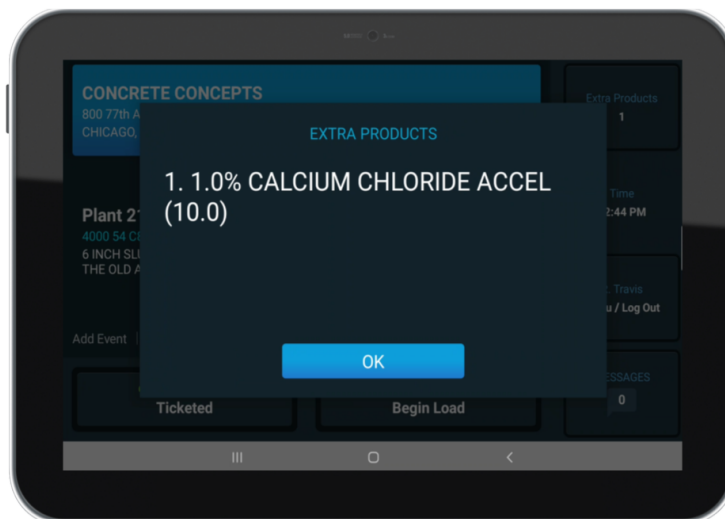 CONCRETE CONCEPTS
800 77th A
CHICAGO,
Extra Products
1
EXTRA PRODUCTS
1. 1.0% CALCIUM CHLORIDE ACCEL
(10.0)
Time
2:44 PM
Plant 21
4000 54 C
6 INCH SL
THE OLD A
. Travis
u / Log Out
Add Event
OK
ESSAGES
0
Ticketed
Begin Load